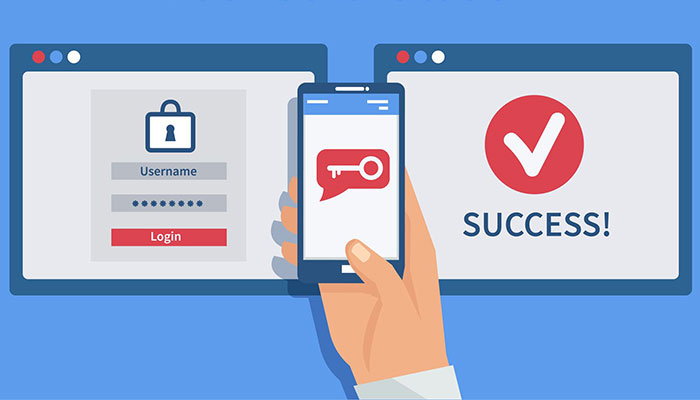 Username
********
Login
SUCCESS!